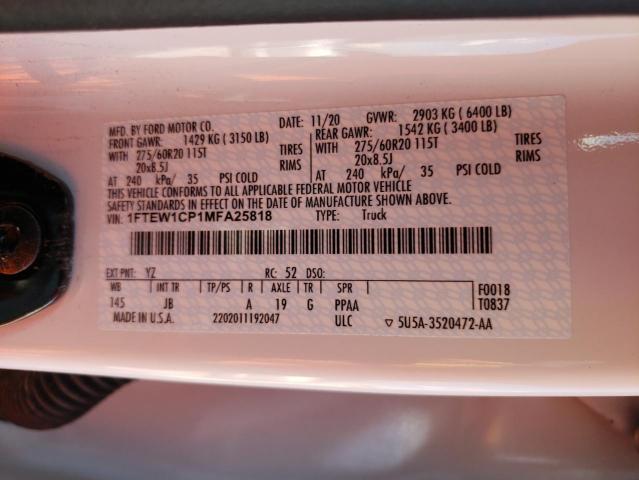 MFD. BY FORD MOTOR CO. DATE: 11/20 GVWR: 2903 KG ( 6400 LB)
FRONT GAWR: 1429 KG ( 3150 LB) REAR GAWR: 1542 KG ( 3400 LB)
WITH 275/60R20 115T TIRES WITH 275/60R20 115T TIRES
20x8.5J RIMS 20x8.5J RIMS
AT 240 kPa/ 35 PSI COLD AT 240 kPa/ 35 PSI COLD
THIS VEHICLE CONFORMS TO ALL APPLICABLE FEDERAL MOTOR VEHICLE
SAFETY STANDARDS IN EFFECT ON THE DATE OF MANUFACTURE SHOWN ABOVE.
VIN: 1FTEW1CP1MFA25818 TYPE: Truck
EXT PNT: YZ RC: 52 DSO:
WB INT TR TP/PS R AXLE TR SPR F0018
145 JB A 19 G PPAA T0837
U.S.A. 2202011192047 ULC ▽ 5U5A-3520472-AA